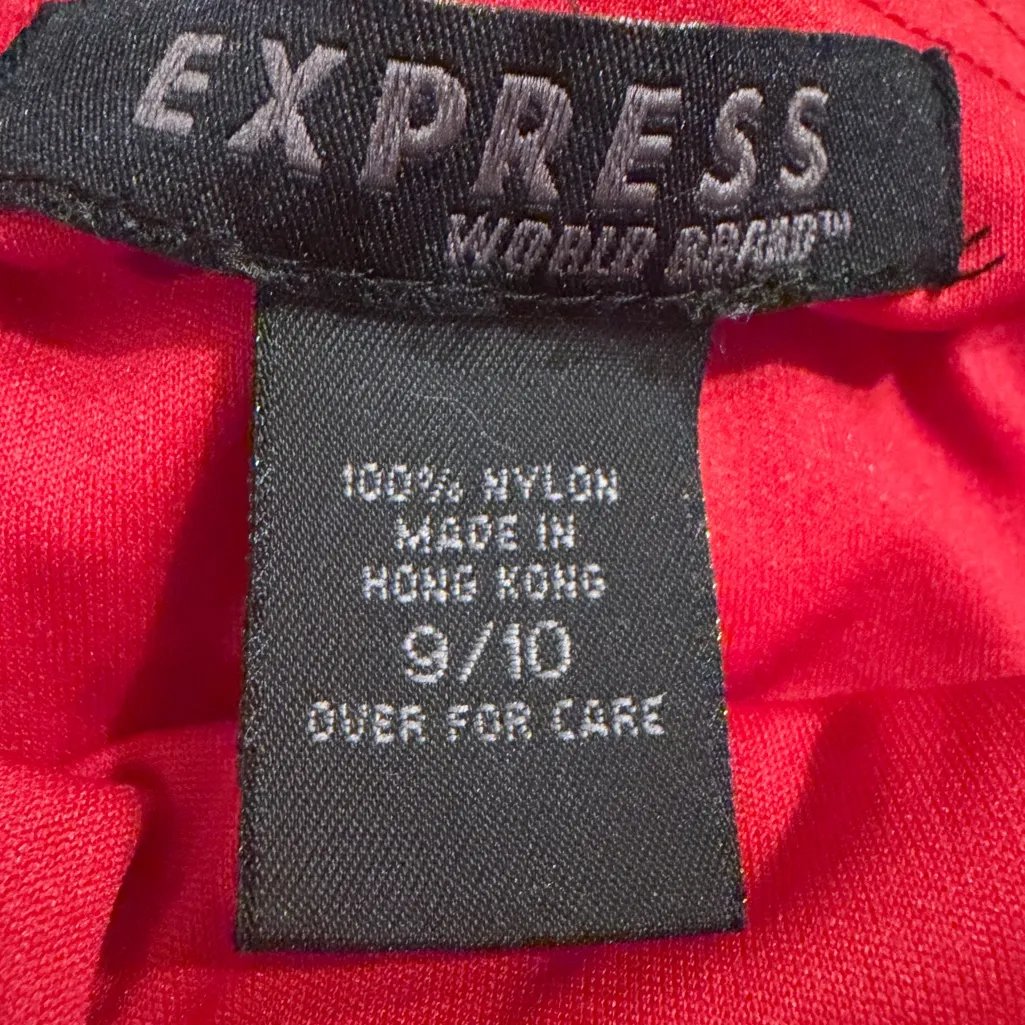 EXPRESS
WORLD BRAND™
100% NYLON
MADE IN
HONG KONG
9/10
OVER FOR CARE